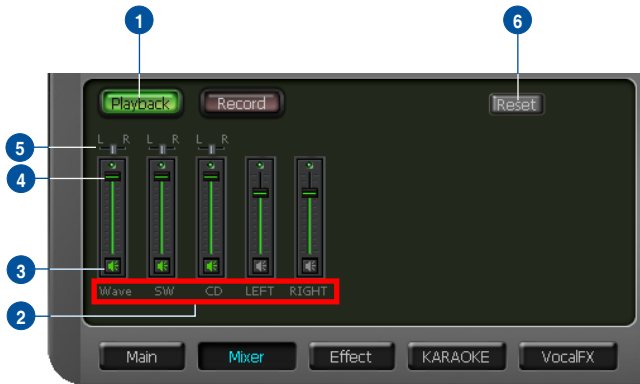 1 6
Playback Record Reset
L R L R L R
5
4
3
Wave SW CD LEFT RIGHT
2
Main Mixer Effect KARAOKE VocalFX